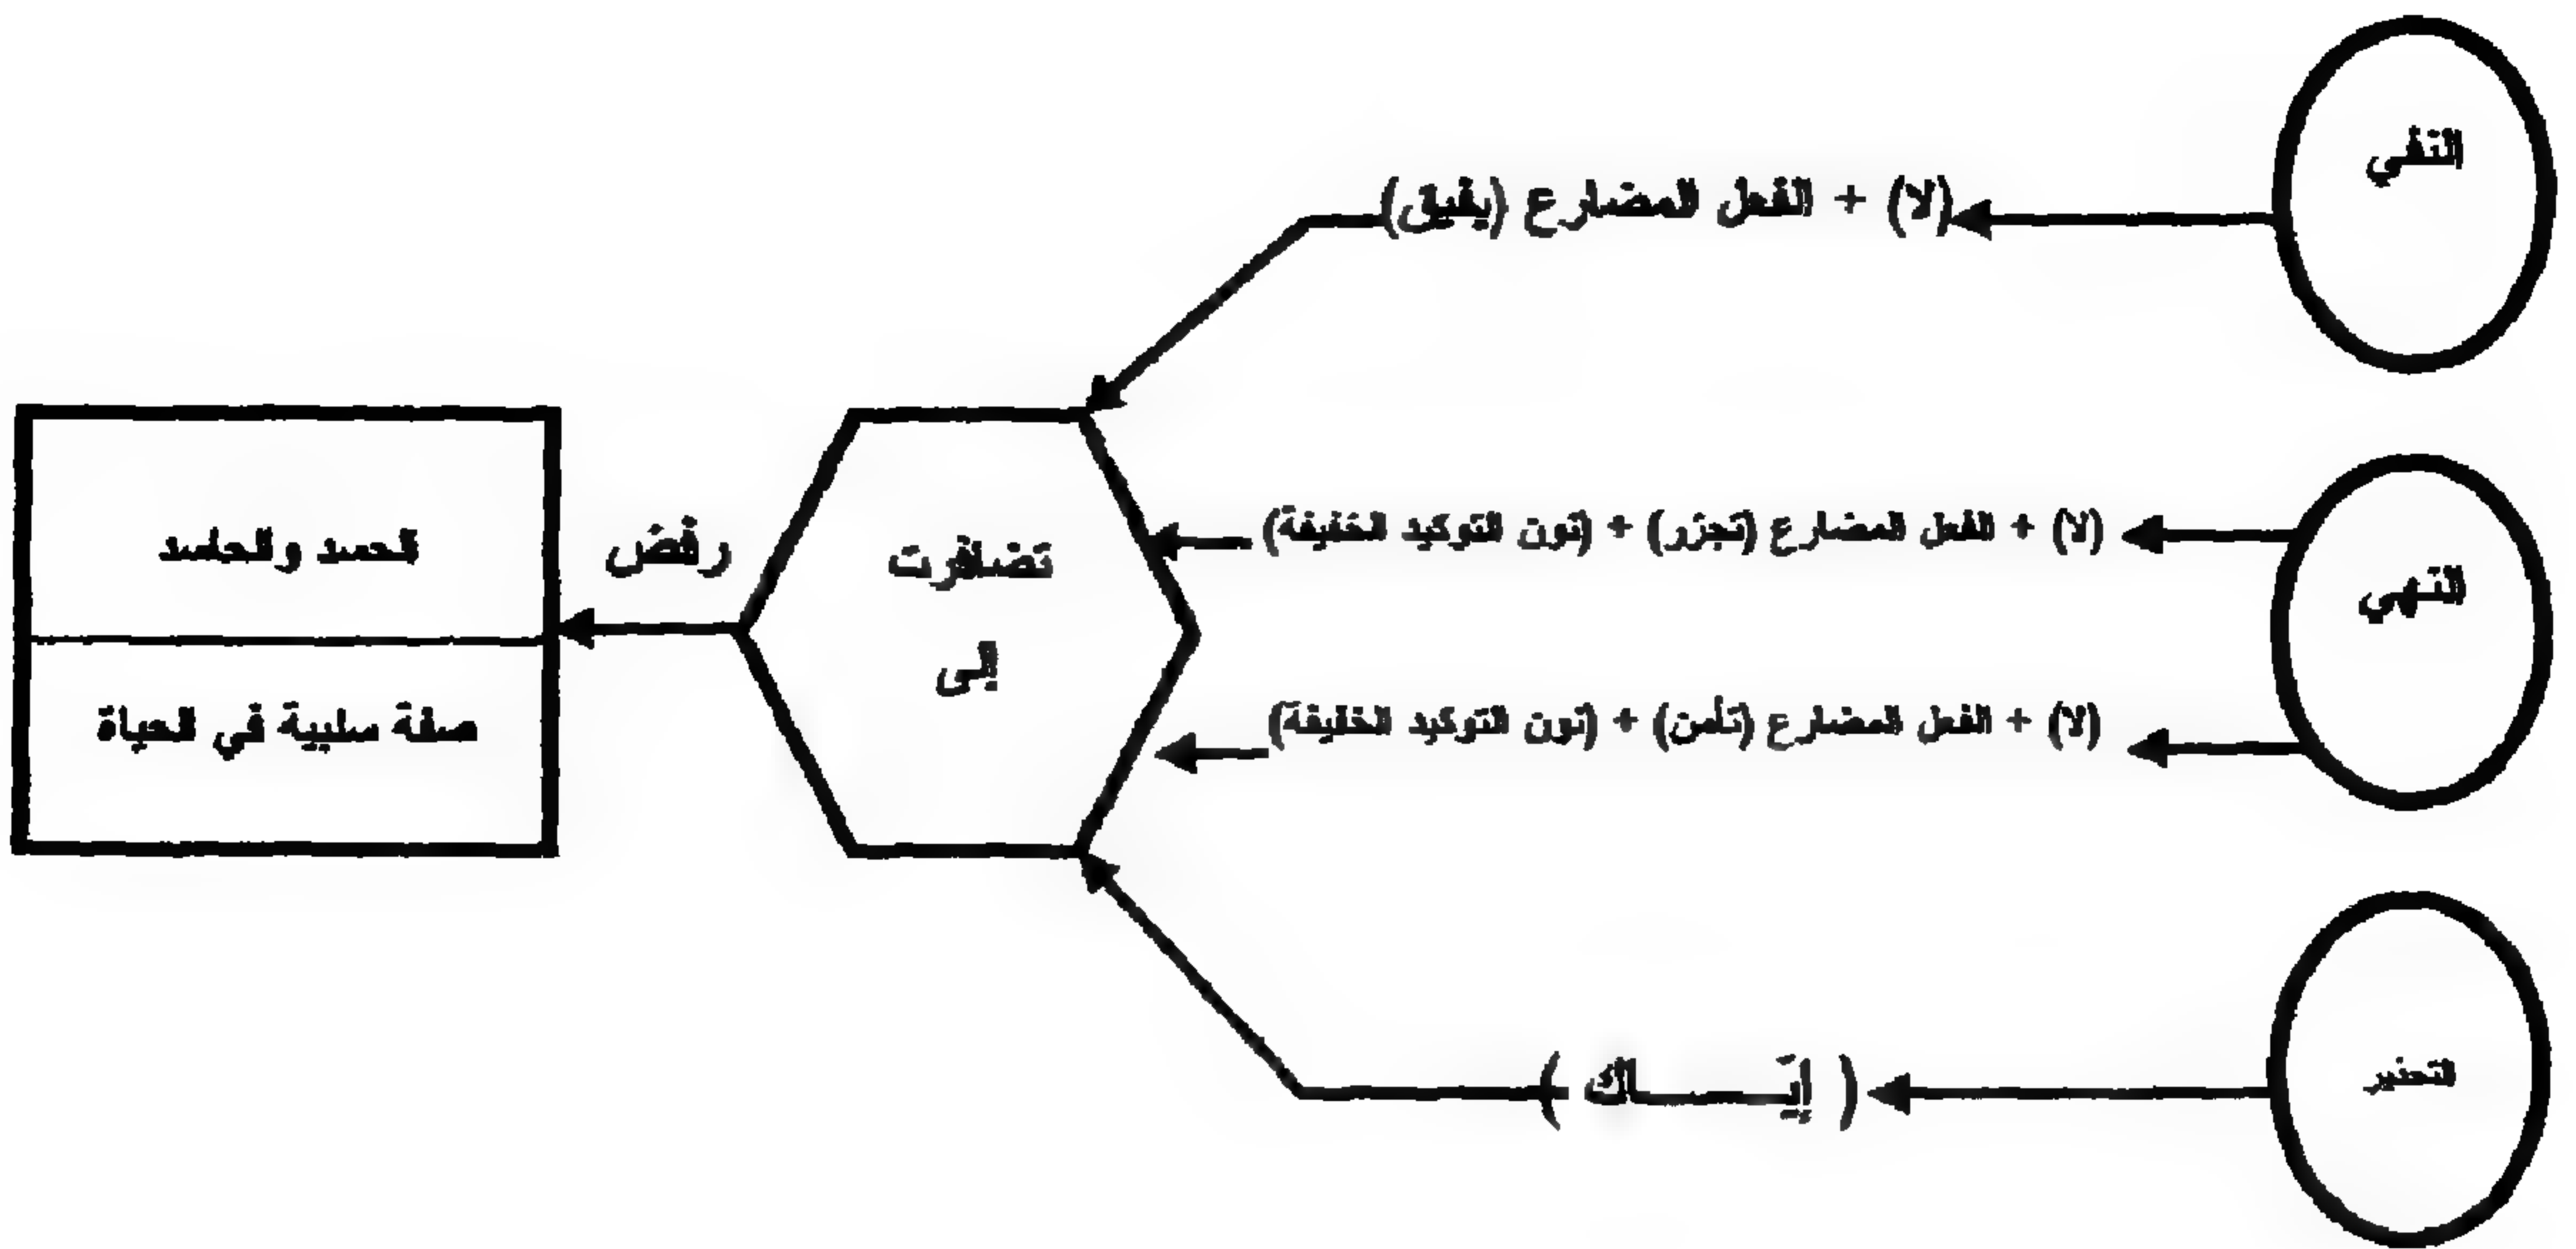 النفي
(لا) + الفعل المضارع (يفيق)
النهي
(لا) + الفعل المضارع (تجزر) + (نون التوكيد الخفيفة)
(لا) + الفعل المضارع (تأمن) + (نون التوكيد الخفيفة)
التحذير
( إيّـــــاك )
تضافرت
إلى
رفض
الحسد والحاسد
صفة سلبية في الحياة